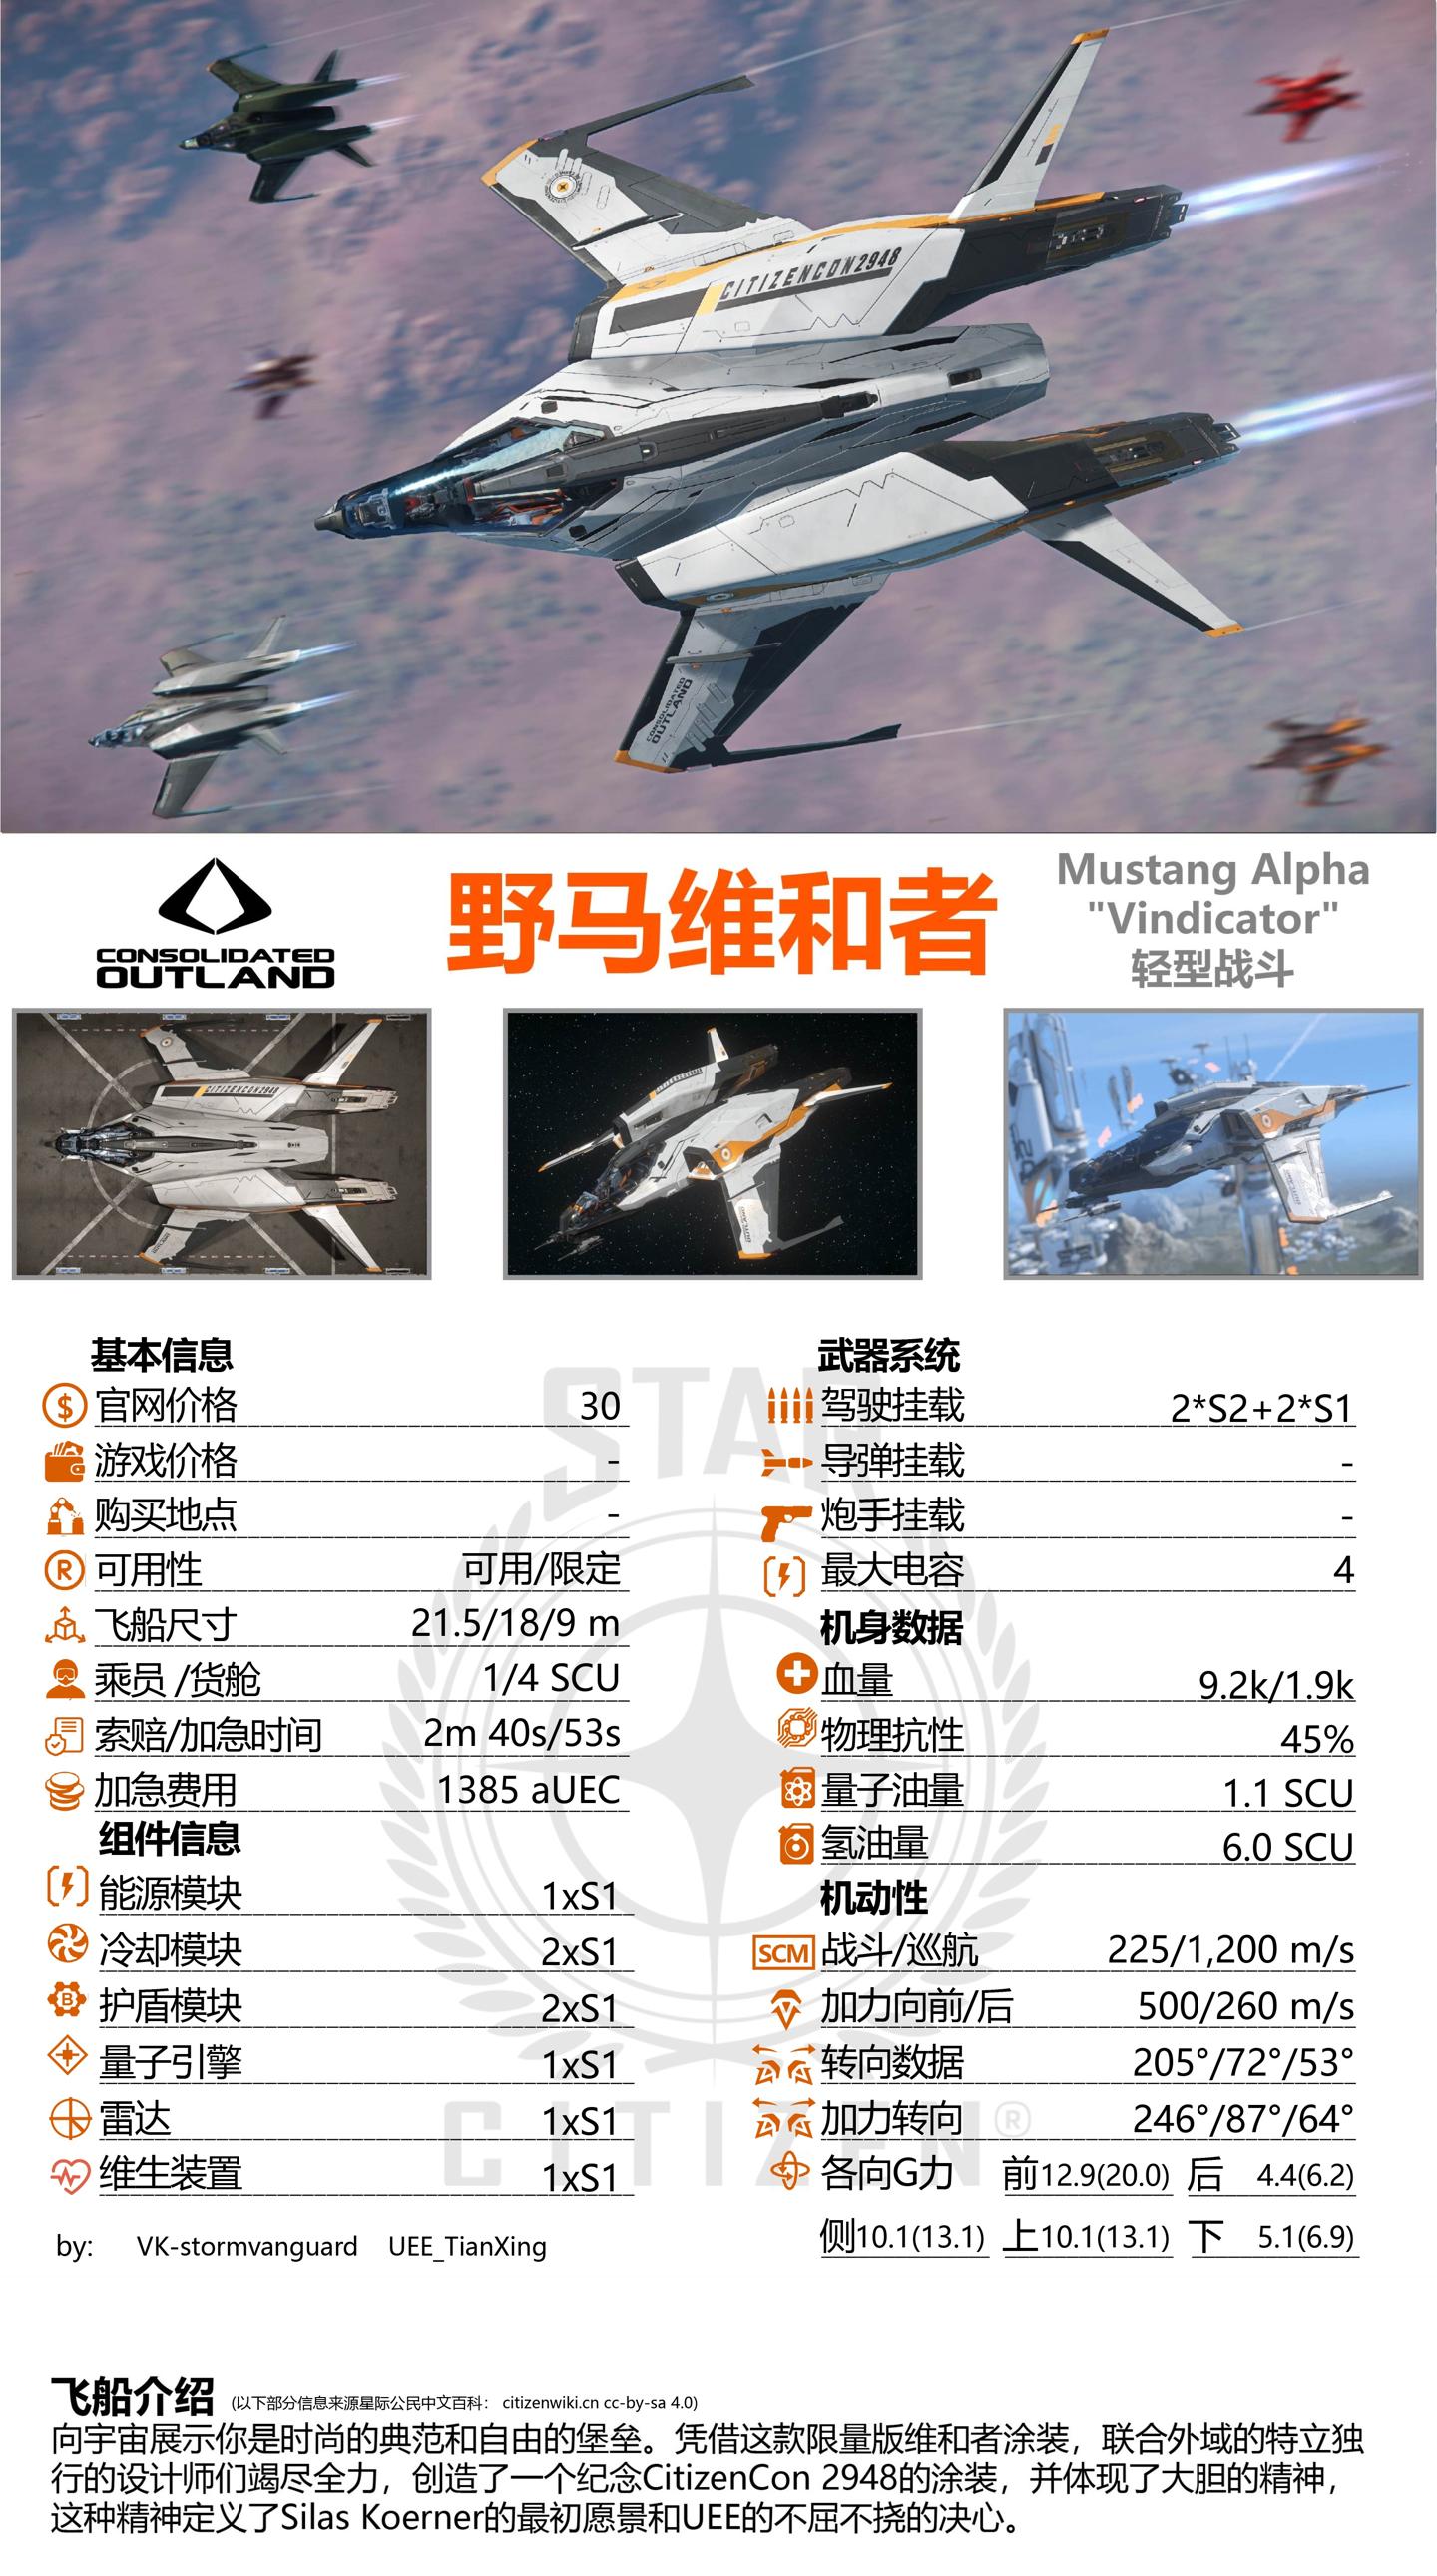 CITIZENCON2948
CONSOLIDATED
OUTLAND
CONSOLIDATED
OUTLAND
野马维和者
Mustang Alpha
"Vindicator"
轻型战斗
基本信息
官网价格 30
游戏价格 -
购买地点 -
可用性 可用/限定
飞船尺寸 21.5/18/9 m
乘员 /货舱 1/4 SCU
索赔/加急时间 2m 40s/53s
加急费用 1385 aUEC
组件信息
能源模块 1xS1
冷却模块 2xS1
护盾模块 2xS1
量子引擎 1xS1
雷达 1xS1
维生装置 1xS1
by: VK-stormvanguard UEE_TianXing
武器系统
驾驶挂载 2*S2+2*S1
导弹挂载 -
炮手挂载 -
最大电容 4
机身数据
血量 9.2k/1.9k
物理抗性 45%
量子油量 1.1 SCU
氢油量 6.0 SCU
机动性
SCM 战斗/巡航 225/1,200 m/s
加力向前/后 500/260 m/s
转向数据 205°/72°/53°
加力转向 246°/87°/64°
各向G力 前12.9(20.0) 后 4.4(6.2)
侧10.1(13.1) 上10.1(13.1) 下 5.1(6.9)
STAR
CITIZEN®
飞船介绍 (以下部分信息来源星际公民中文百科： citizenwiki.cn cc-by-sa 4.0)
向宇宙展示你是时尚的典范和自由的堡垒。凭借这款限量版维和者涂装，联合外域的特立独
行的设计师们竭尽全力，创造了一个纪念CitizenCon 2948的涂装，并体现了大胆的精神，
这种精神定义了Silas Koerner的最初愿景和UEE的不屈不挠的决心。